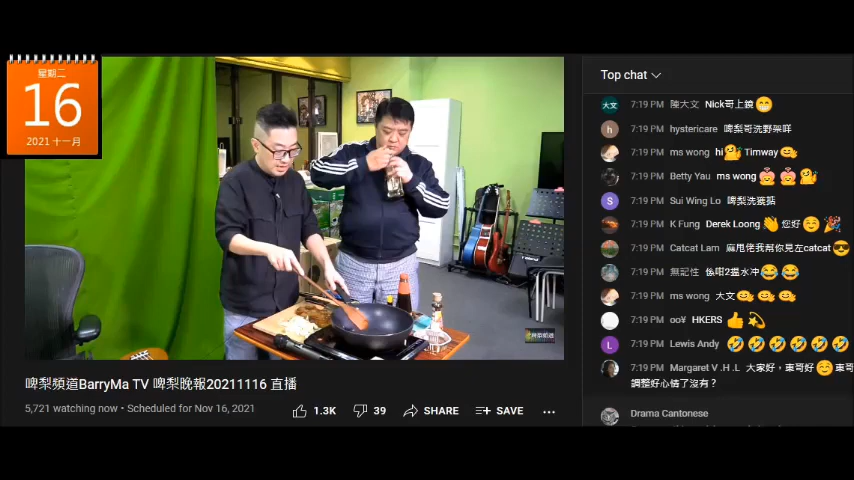 星期二
16
2021 十一月
啤梨頻道BarryMa TV 啤梨晚報20211116 直播
5,721 watching now • Scheduled for Nov 16, 2021
1.3K
39
SHARE
SAVE
Top chat
大文 7:19 PM 陳大文 Nick哥上鏡😁
h 7:19 PM hystericare 啤梨哥洗野架咩
7:19 PM ms wong hi Timway
7:19 PM Betty Yau ms wong
S 7:19 PM Sui Wing Lo 啤梨洗獲㷛
7:19 PM K Fung Derek Loong👋您好☺️🎉
7:19 PM Catcat Lam 麻甩佬我幫你見左catcat😎
7:19 PM 無記性 係咁2揾水冲😂😂
7:19 PM ms wong 大文
7:19 PM oo¥ HKERS👍💫
L 7:19 PM Lewis Andy 🤣🤣🤣🤣🤣🤣
7:19 PM Margaret V .H .L 大家好，東哥好☺️東哥
調整好心情了沒有？
Drama Cantonese